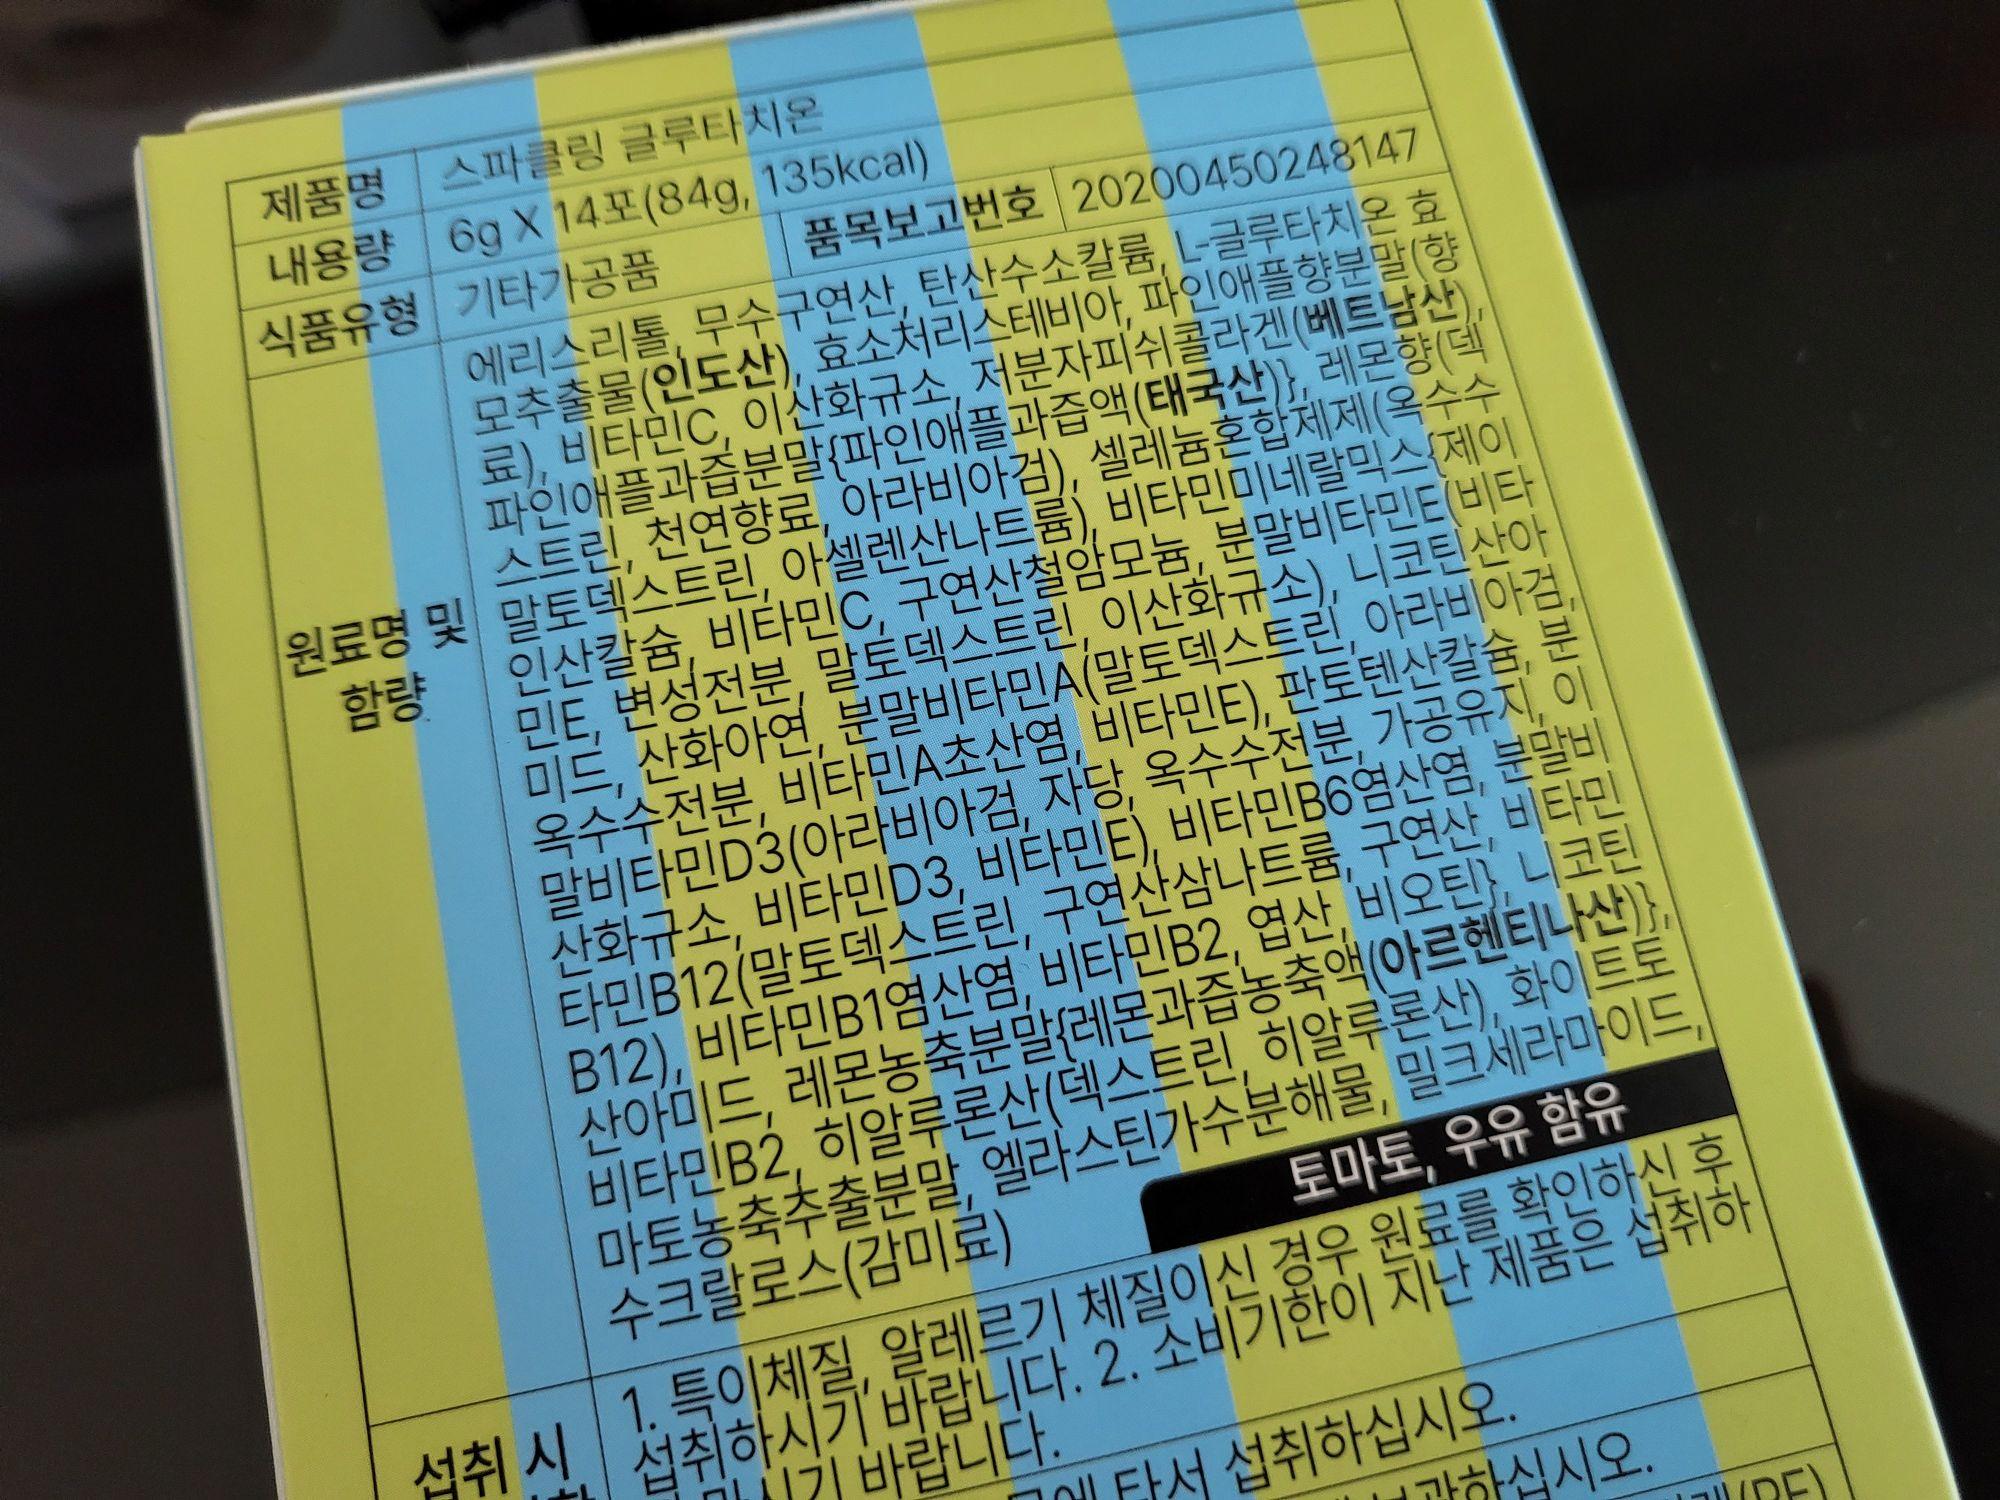 제품명 스파클링 글루타치온
내용량 6g X 14포(84g, 135kcal)
식품유형 기타가공품 품목보고번호 20200450248147
원료명 및 함량
에리스리톨, 무수구연산, 탄산수소칼륨, L-글루타치온 효
모추출물(인도산), 효소처리스테비아, 파인애플향분말(향
료), 비타민C, 이산화규소, 저분자피쉬콜라겐(베트남산),
파인애플과즙분말{파인애플과즙액(태국산)}, 레몬향(덱
스트린, 천연향료, 아라비아검), 셀레늄혼합제제(옥수수
말토덱스트린, 아셀렌산나트륨), 비타민미네랄믹스{제이
인산칼슘, 비타민C, 구연산철암모늄, 분말비타민E(비타
민E, 변성전분, 말토덱스트린, 이산화규소), 니코틴산아
미드, 산화아연, 분말비타민A(말토덱스트린, 아라비아검,
옥수수전분, 비타민A초산염, 비타민E), 판토텐산칼슘, 분
말비타민D3(아라비아검, 자당, 옥수수전분, 가공유지, 이
산화규소, 비타민D3, 비타민E), 비타민B6염산염, 분말비
타민B12(말토덱스트린, 구연산삼나트륨, 구연산, 비타민
B12), 비타민B1염산염, 비타민B2, 엽산, 비오틴}, 니코틴
산아미드, 레몬농축분말{레몬과즙농축액(아르헨티나산)},
비타민B2, 히알루론산(덱스트린, 히알루론산), 화이트토
마토농축추출분말, 엘라스틴가수분해물, 밀크세라마이드,
수크랄로스(감미료)
토마토, 우유 함유
섭취 시
1. 특이체질, 알레르기 체질이신 경우 원료를 확인하신 후
섭취하시기 바랍니다. 2. 소비기한이 지난 제품은 섭취하
시기 바랍니다.
타서 섭취하십시오.